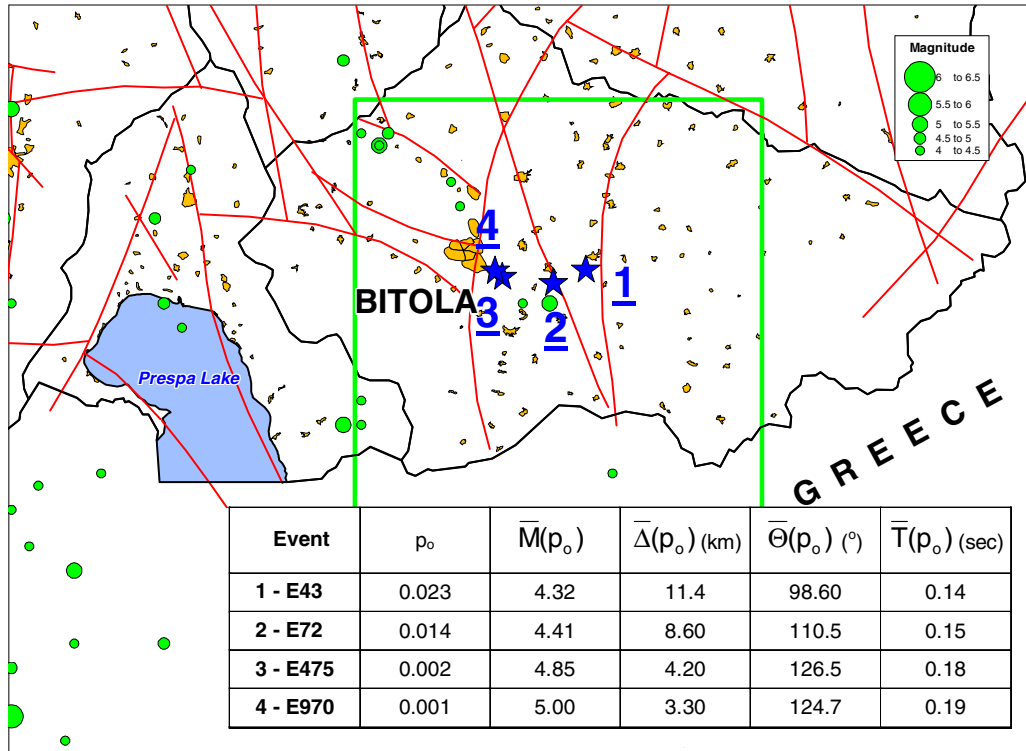 Magnitude
6 to 6.5
5.5 to 6
5 to 5.5
4.5 to 5
4 to 4.5
4
BITOLA
3
2
1
Prespa Lake
GREECE
Event p₀ M̅(p₀) Δ̅(p₀) (km) Θ̅(p₀) (º) T̅(p₀) (sec)
1 - E43 0.023 4.32 11.4 98.60 0.14
2 - E72 0.014 4.41 8.60 110.5 0.15
3 - E475 0.002 4.85 4.20 126.5 0.18
4 - E970 0.001 5.00 3.30 124.7 0.19